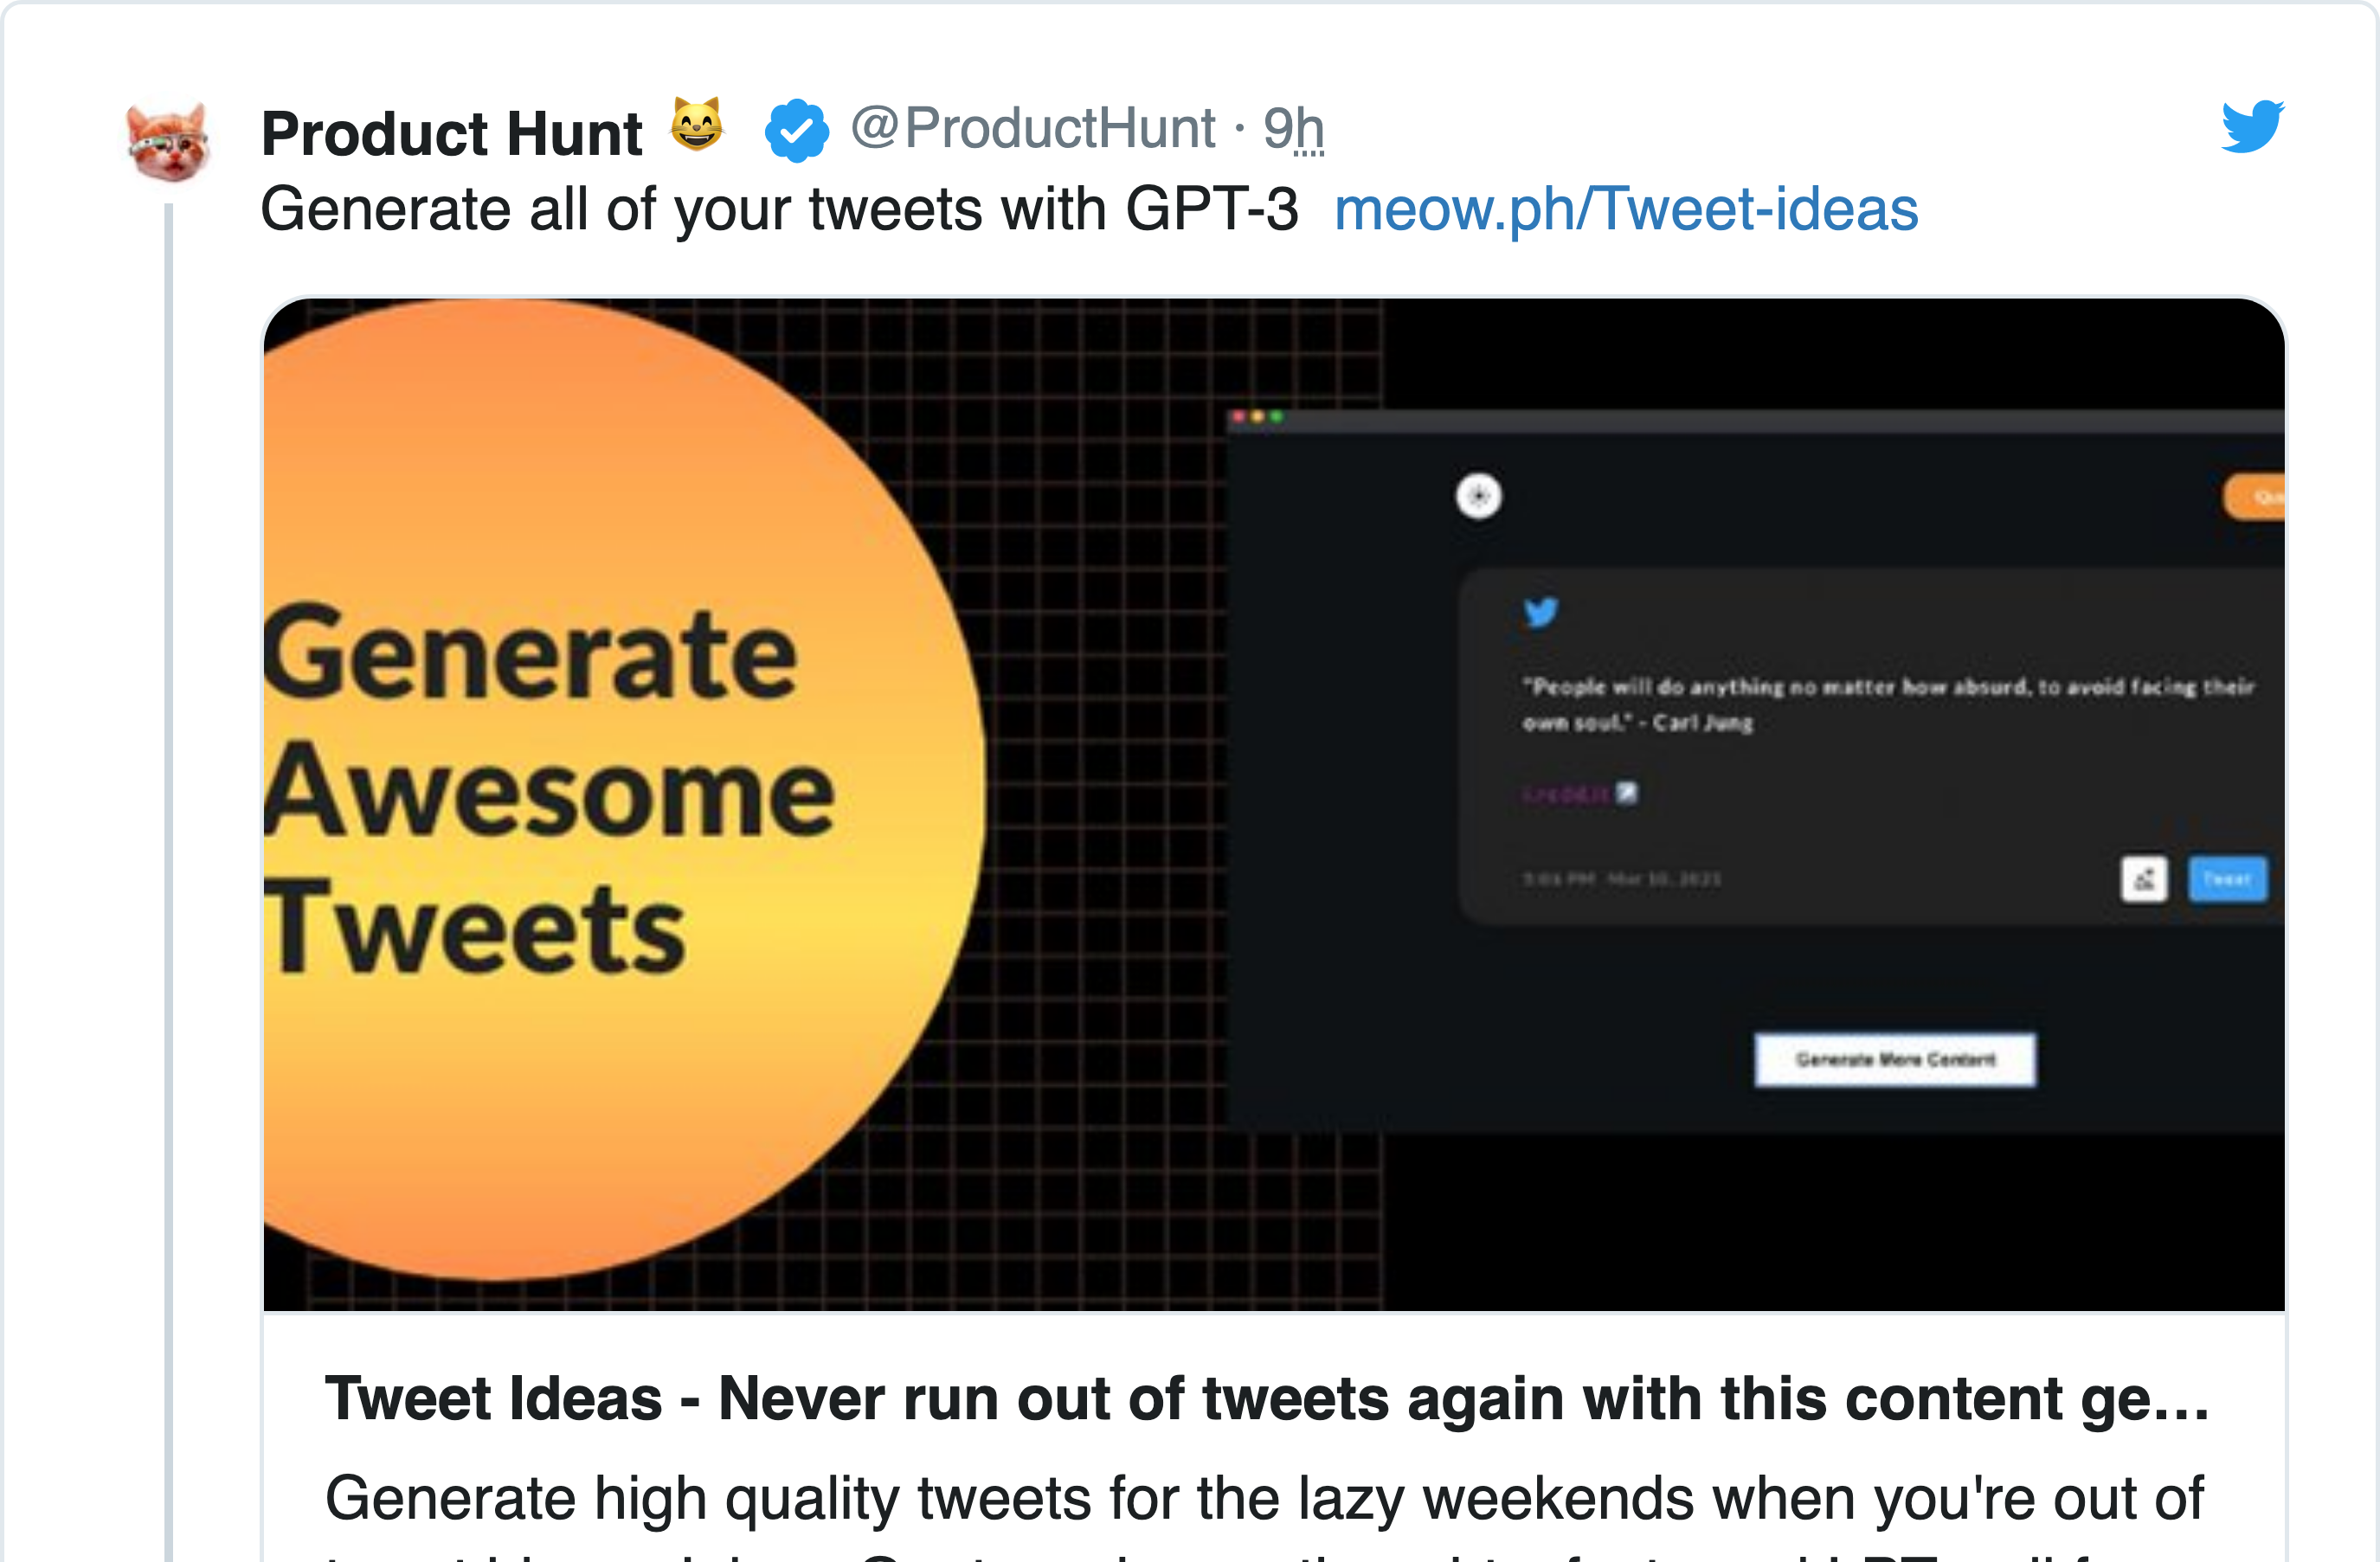 Product Hunt 😸 @ProductHunt · 9h
Generate all of your tweets with GPT-3 meow.ph/Tweet-ideas
Generate
Awesome
Tweets
"People will do anything no matter how absurd, to avoid facing their
own soul." - Carl Jung
Tweet
Generate More Content
Tweet Ideas - Never run out of tweets again with this content ge...
Generate high quality tweets for the lazy weekends when you're out of